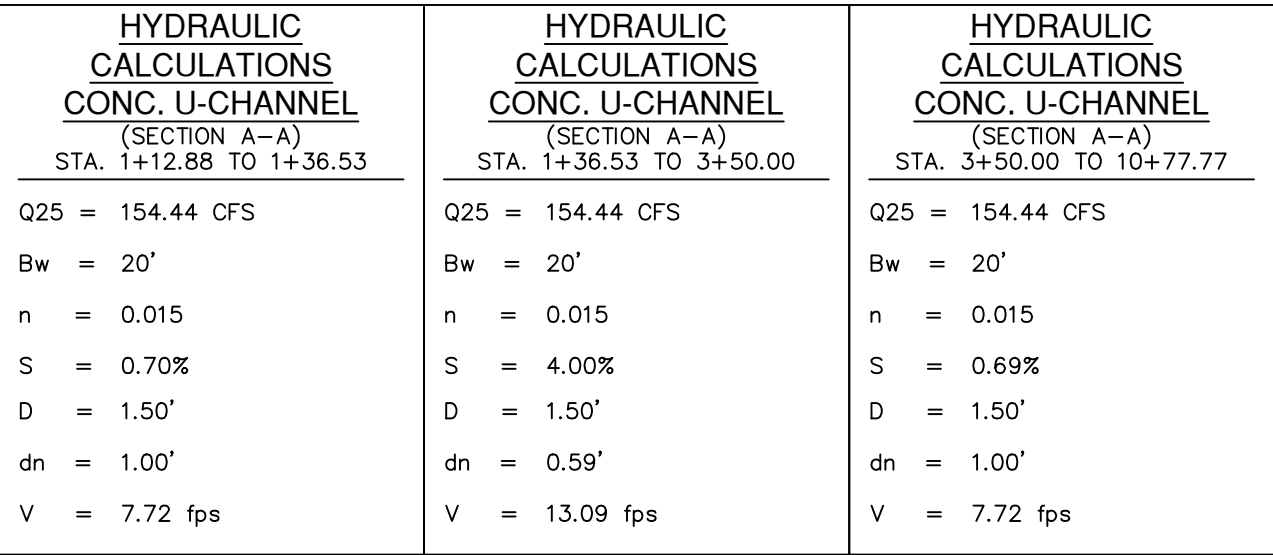 HYDRAULIC
CALCULATIONS
CONC. U-CHANNEL
(SECTION A-A)
STA. 1+12.88 TO 1+36.53
Q25 = 154.44 CFS
Bw = 20'
n = 0.015
S = 0.70%
D = 1.50'
dn = 1.00'
V = 7.72 fps
HYDRAULIC
CALCULATIONS
CONC. U-CHANNEL
(SECTION A-A)
STA. 1+36.53 TO 3+50.00
Q25 = 154.44 CFS
Bw = 20'
n = 0.015
S = 4.00%
D = 1.50'
dn = 0.59'
V = 13.09 fps
HYDRAULIC
CALCULATIONS
CONC. U-CHANNEL
(SECTION A-A)
STA. 3+50.00 TO 10+77.77
Q25 = 154.44 CFS
Bw = 20'
n = 0.015
S = 0.69%
D = 1.50'
dn = 1.00'
V = 7.72 fps